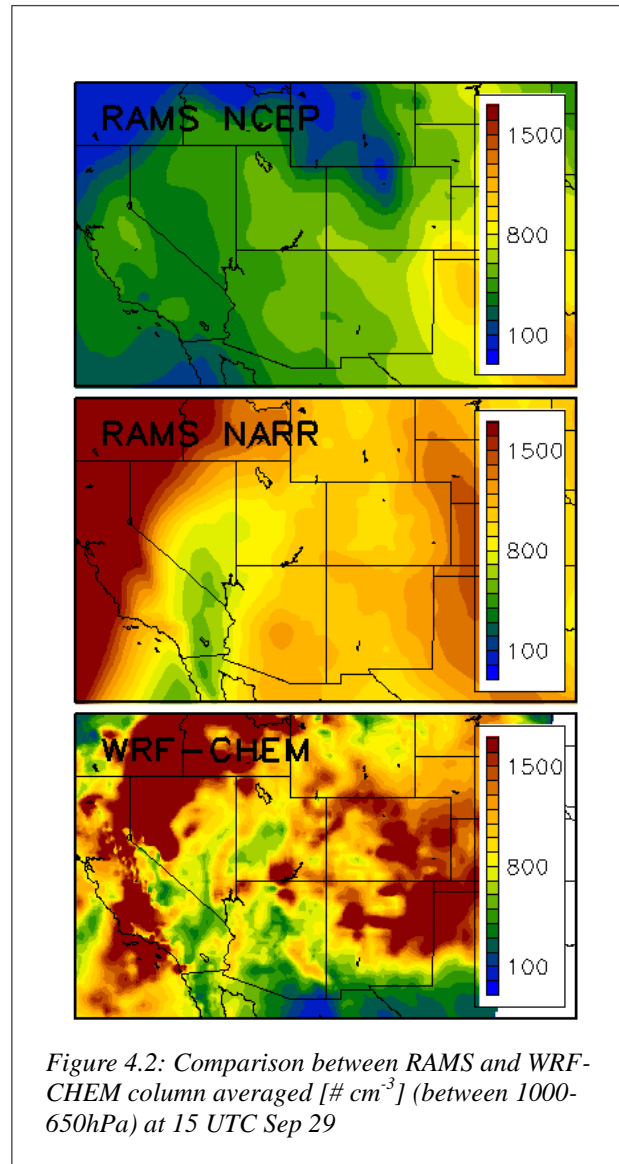 RAMS NCEP
1500
800
100
RAMS NARR
1500
800
100
WRF-CHEM
1500
800
100
Figure 4.2: Comparison between RAMS and WRF-
CHEM column averaged [# cm-3] (between 1000-
650hPa) at 15 UTC Sep 29